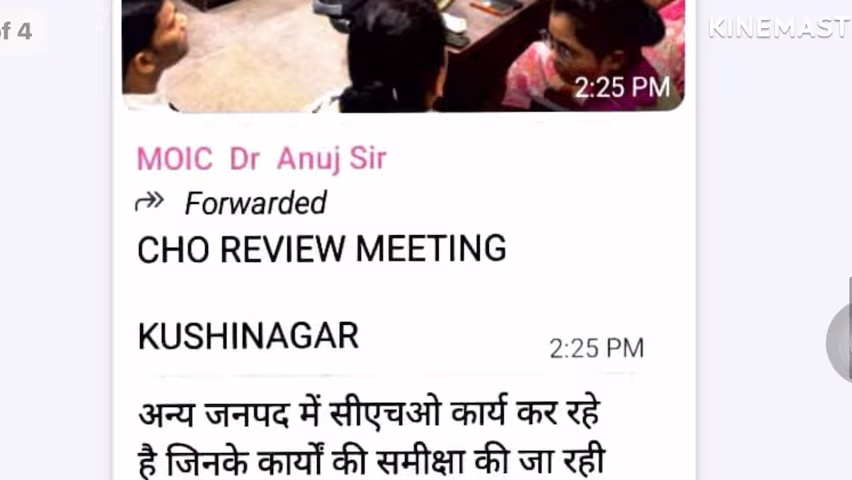 of 4
KINEMAST
2:25 PM
MOIC Dr Anuj Sir
Forwarded
CHO REVIEW MEETING
KUSHINAGAR
2:25 PM
अन्य जनपद में सीएचओ कार्य कर रहे
है जिनके कार्यों की समीक्षा की जा रही